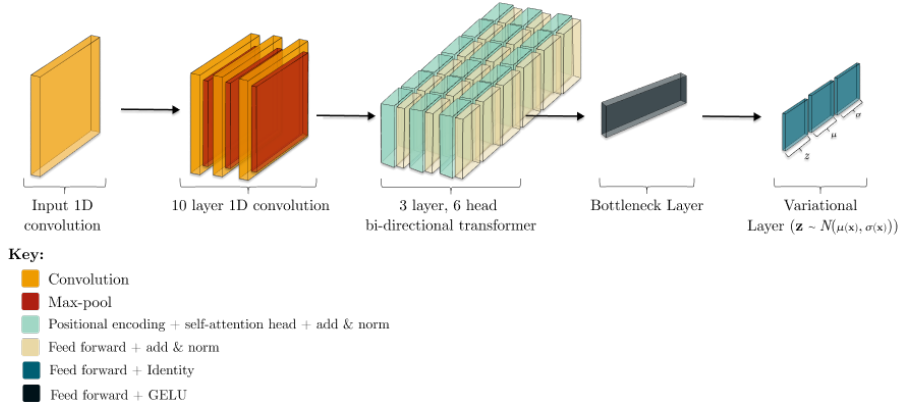 Z
μ
σ
Input 1D
convolution
10 layer 1D convolution
3 layer, 6 head
bi-directional transformer
Bottleneck Layer
Variational
Layer (z ~ N(μ(x), σ(x)))
Key:
Convolution
Max-pool
Positional encoding + self-attention head + add & norm
Feed forward + add & norm
Feed forward + Identity
Feed forward + GELU